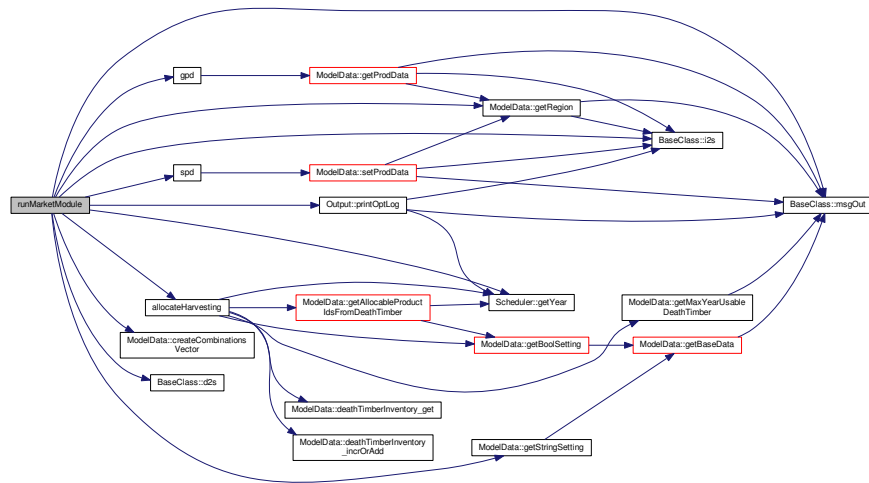 gpd
ModelData::getProdData
ModelData::getRegion
BaseClass::i2s
spd
ModelData::setProdData
runMarketModule
Output::printOptLog
BaseClass::msgOut
allocateHarvesting
ModelData::getAllocableProduct
IdsFromDeathTimber
Scheduler::getYear
ModelData::getMaxYearUsable
DeathTimber
ModelData::createCombinations
Vector
ModelData::getBoolSetting
ModelData::getBaseData
BaseClass::d2s
ModelData::deathTimberInventory_get
ModelData::deathTimberInventory
_incrOrAdd
ModelData::getStringSetting